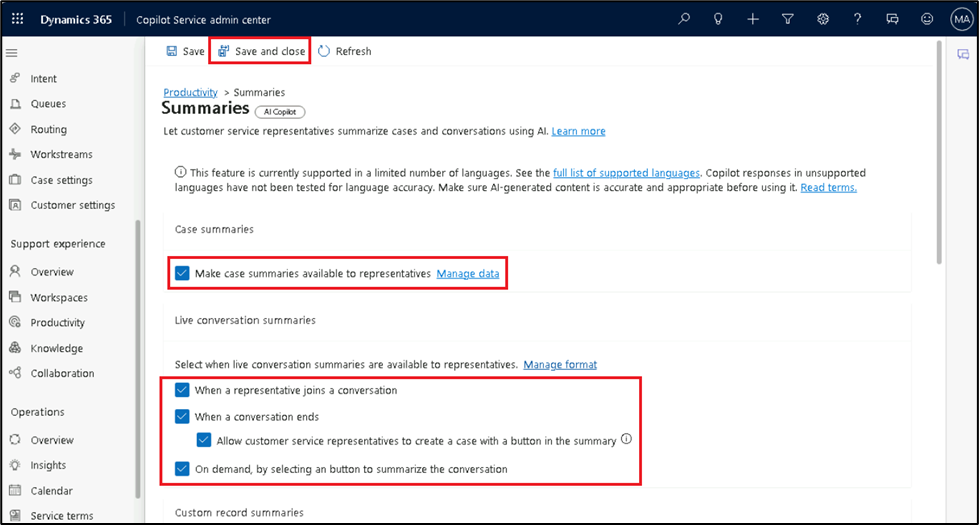 Dynamics 365 Copilot Service admin center MA
Save Save and close Refresh
Intent
Queues
Routing
Workstreams
Case settings
Customer settings
Support experience
Overview
Workspaces
Productivity
Knowledge
Collaboration
Operations
Overview
Insights
Calendar
Service terms
Productivity > Summaries
Summaries AI Copilot
Let customer service representatives summarize cases and conversations using AI. Learn more
This feature is currently supported in a limited number of languages. See the full list of supported languages. Copilot responses in unsupported
languages have not been tested for language accuracy. Make sure AI-generated content is accurate and appropriate before using it. Read terms.
Case summaries
Make case summaries available to representatives Manage data
Live conversation summaries
Select when live conversation summaries are available to representatives. Manage format
When a representative joins a conversation
When a conversation ends
Allow customer service representatives to create a case with a button in the summary
On demand, by selecting an button to summarize the conversation
Custom record summaries